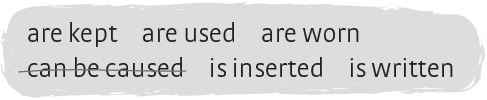 are kept are used are worn
can be caused is inserted is written